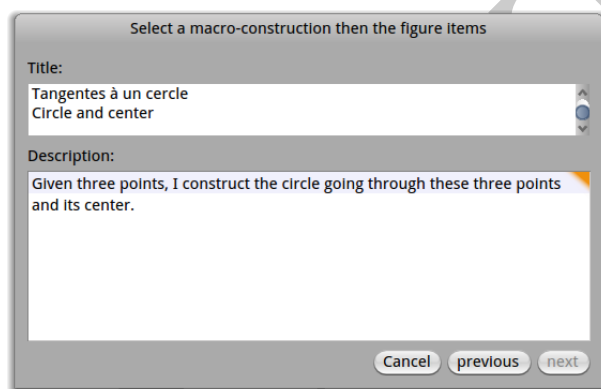 Select a macro-construction then the figure items
Title:
Tangentes à un cercle
Circle and center
Description:
Given three points, I construct the circle going through these three points
and its center.
Cancel previous next